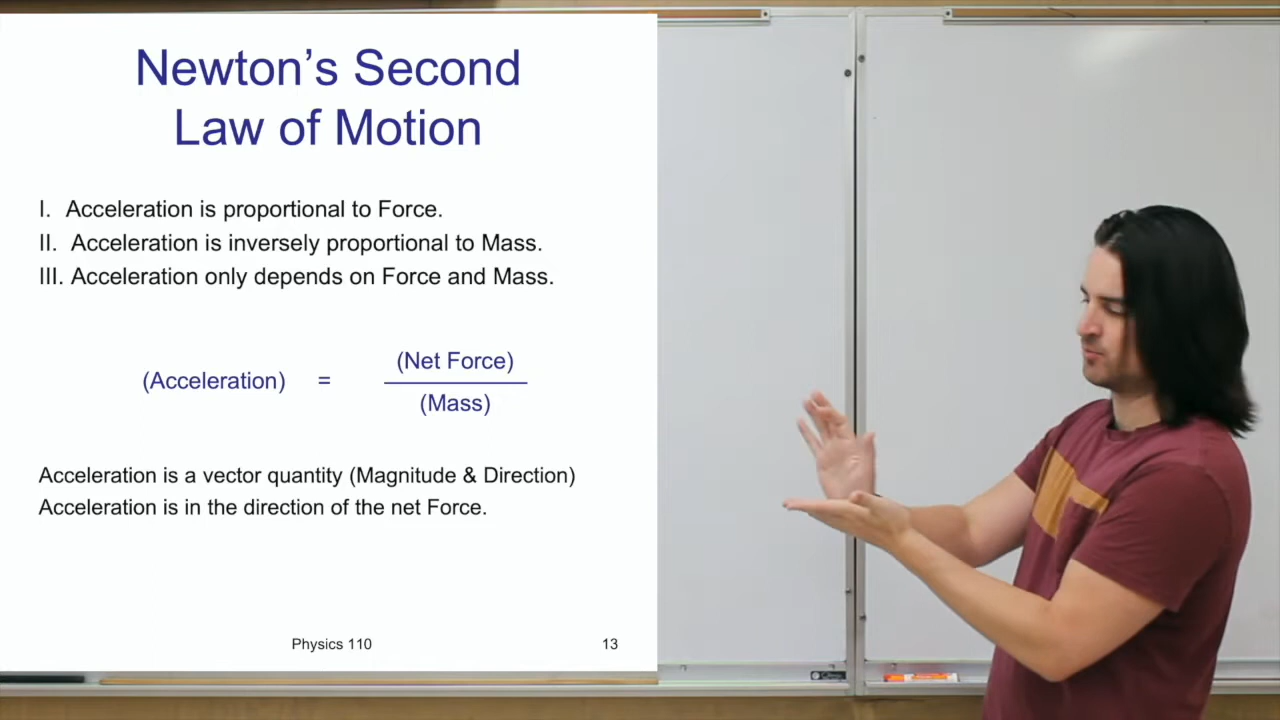 Newton's Second
Law of Motion
I. Acceleration is proportional to Force.
II. Acceleration is inversely proportional to Mass.
III. Acceleration only depends on Force and Mass.
(Acceleration) = (Net Force)
(Mass)
Acceleration is a vector quantity (Magnitude & Direction)
Acceleration is in the direction of the net Force.
Physics 110 13